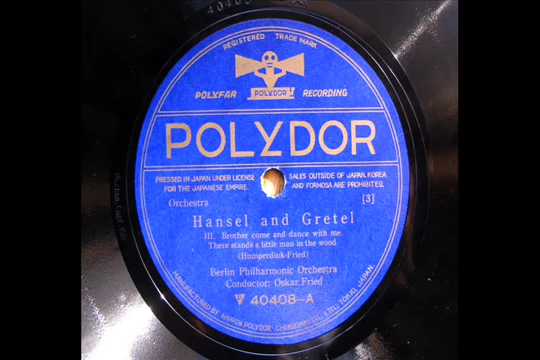 REGISTERED TRADE MARK
POLYFAR POLYDOR RECORDING
POLYDOR
PRESSED IN JAPAN UNDER LICENSE FOR THE JAPANESE EMPIRE.
SALES OUTSIDE OF JAPAN, KOREA AND FORMOSA ARE PROHIBITED.
Orchestra [3]
Hansel and Gretel
III. Brother come and dance with me.
There stands a little man in the wood.
(Humperdink-Fried)
Berlin Philharmonic Orchestra
Conductor: Oskar Fried
40408-A
MANUFACTURED BY NIPPON POLYDOR CHIKUONKI CO., LTD. TOKYO, JAPAN.